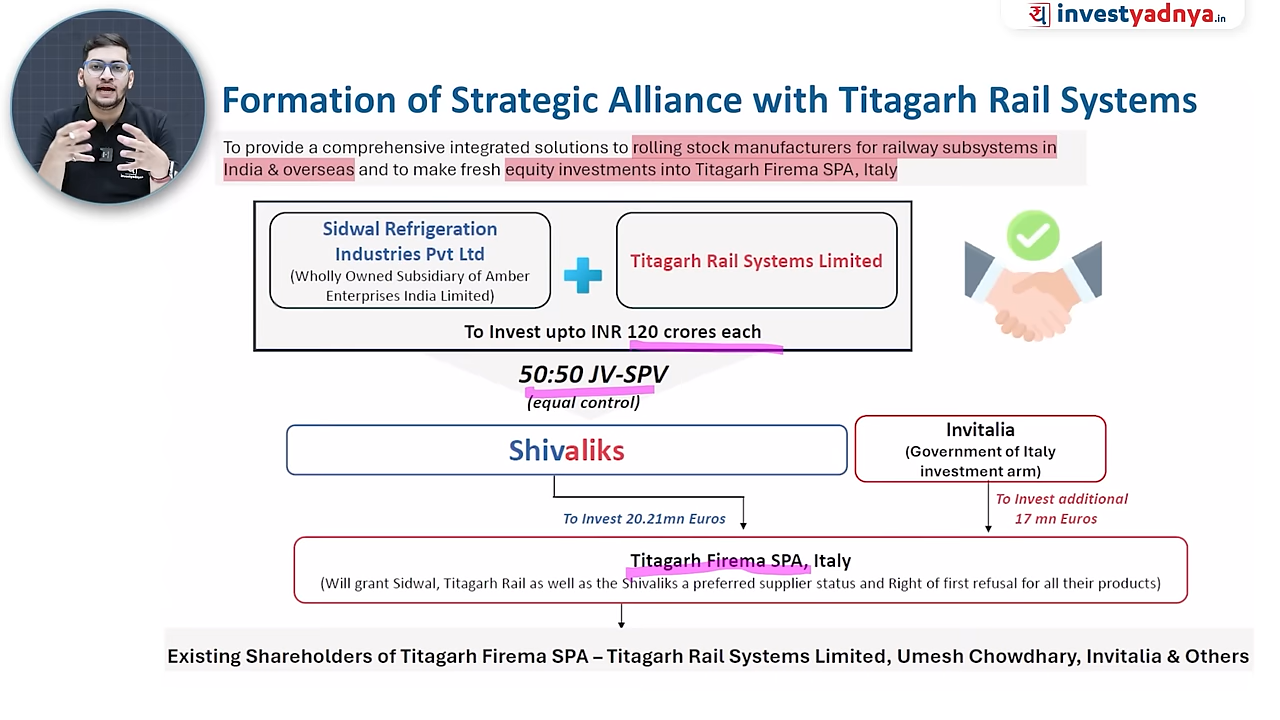 investyadnya.in
Formation of Strategic Alliance with Titagarh Rail Systems
To provide a comprehensive integrated solutions to rolling stock manufacturers for railway subsystems in
India & overseas and to make fresh equity investments into Titagarh Firema SPA, Italy
Sidwal Refrigeration
Industries Pvt Ltd
(Wholly Owned Subsidiary of Amber
Enterprises India Limited)
Titagarh Rail Systems Limited
To Invest upto INR 120 crores each
50:50 JV-SPV
(equal control)
Shivaliks
Invitalia
(Government of Italy
investment arm)
To Invest 20.21mn Euros
To Invest additional
17 mn Euros
Titagarh Firema SPA, Italy
(Will grant Sidwal, Titagarh Rail as well as the Shivaliks a preferred supplier status and Right of first refusal for all their products)
Existing Shareholders of Titagarh Firema SPA – Titagarh Rail Systems Limited, Umesh Chowdhary, Invitalia & Others